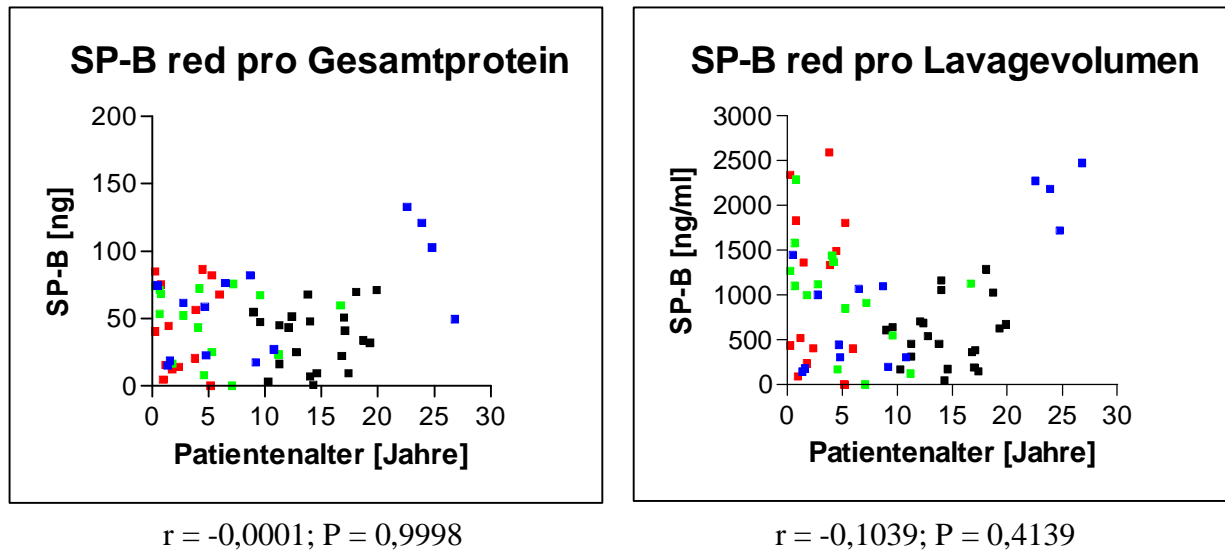 SP-B red pro Gesamtprotein
200
150
100
50
0
SP-B [ng]
0 5 10 15 20 25 30
Patientenalter [Jahre]
r = -0,0001; P = 0,9998
SP-B red pro Lavagevolumen
3000
2500
2000
1500
1000
500
0
SP-B [ng/ml]
0 5 10 15 20 25 30
Patientenalter [Jahre]
r = -0,1039; P = 0,4139